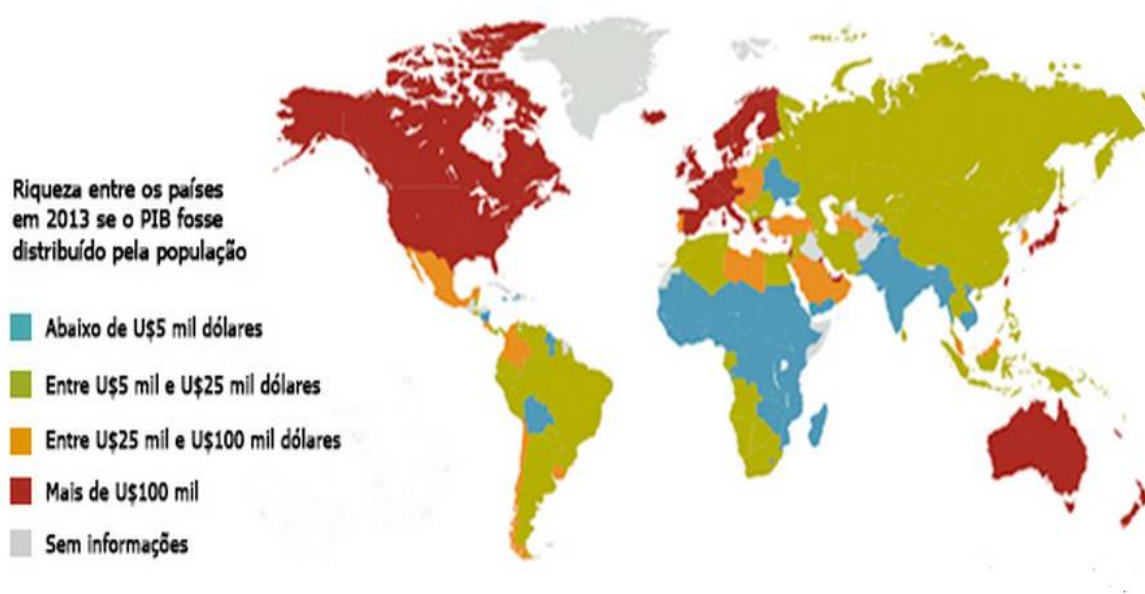 Riqueza entre os países
em 2013 se o PIB fosse
distribuído pela população
Abaixo de U$5 mil dólares
Entre U$5 mil e U$25 mil dólares
Entre U$25 mil e U$100 mil dólares
Mais de U$100 mil
Sem informações